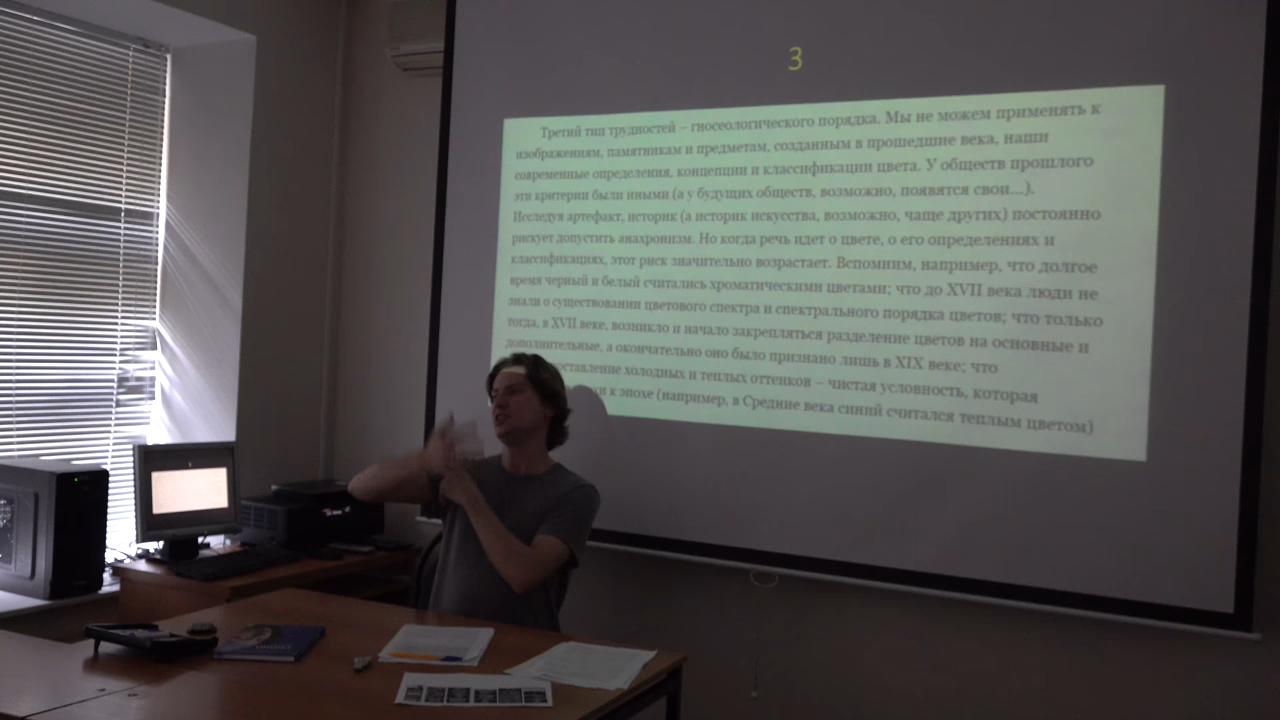 3
Третий тип трудностей – гносеологического порядка. Мы не можем применять к
изображениям, памятникам и предметам, созданным в прошедшие века, наши
современные определения, концепции и классификации цвета. У обществ прошлого
эти критерии были иными (а у будущих обществ, возможно, появятся свои...).
Исследуя артефакт, историк (а историк искусства, возможно, чаще других) постоянно
рискует допустить анахронизм. Но когда речь идет о цвете, о его определениях и
классификациях, этот риск значительно возрастает. Вспомним, например, что долгое
время черный и белый считались хроматическими цветами; что до XVII века люди не
знали о существовании цветового спектра и спектрального порядка цветов; что только
тогда, в XVII веке, возникло и начало закрепляться разделение цветов на основные и
дополнительные, а окончательно оно было признано лишь в XIX веке; что
холодных и теплых оттенков – чистая условность, которая
к эпохе (например, в Средние века синий считался теплым цветом)